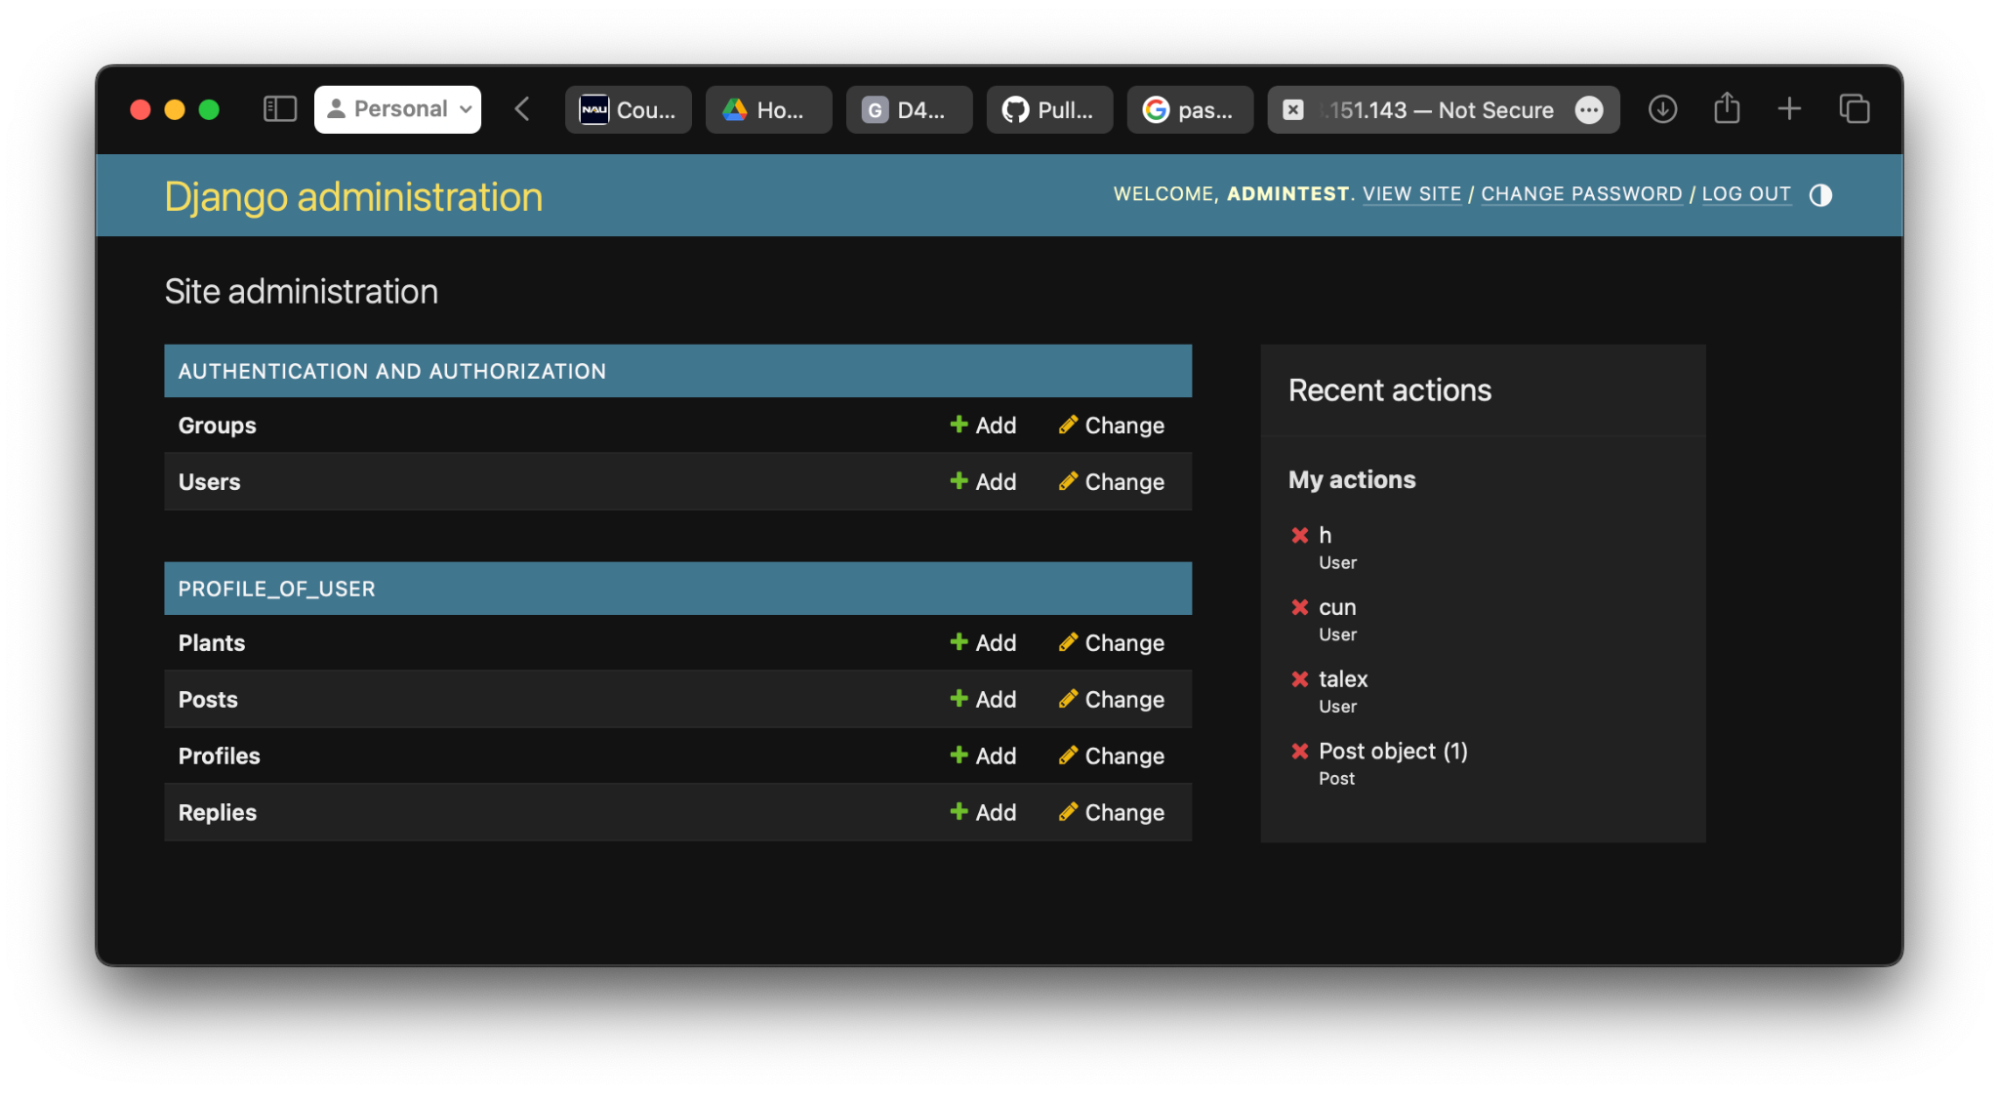 Personal
NAU Cou...
Ho...
G D4...
Pull...
G pas...
.151.143 — Not Secure
Django administration
WELCOME, ADMINTEST. VIEW SITE / CHANGE PASSWORD / LOG OUT
Site administration
AUTHENTICATION AND AUTHORIZATION
Groups
Add
Change
Users
Add
Change
PROFILE_OF_USER
Plants
Add
Change
Posts
Add
Change
Profiles
Add
Change
Replies
Add
Change
Recent actions
My actions
h
User
cun
User
talex
User
Post object (1)
Post